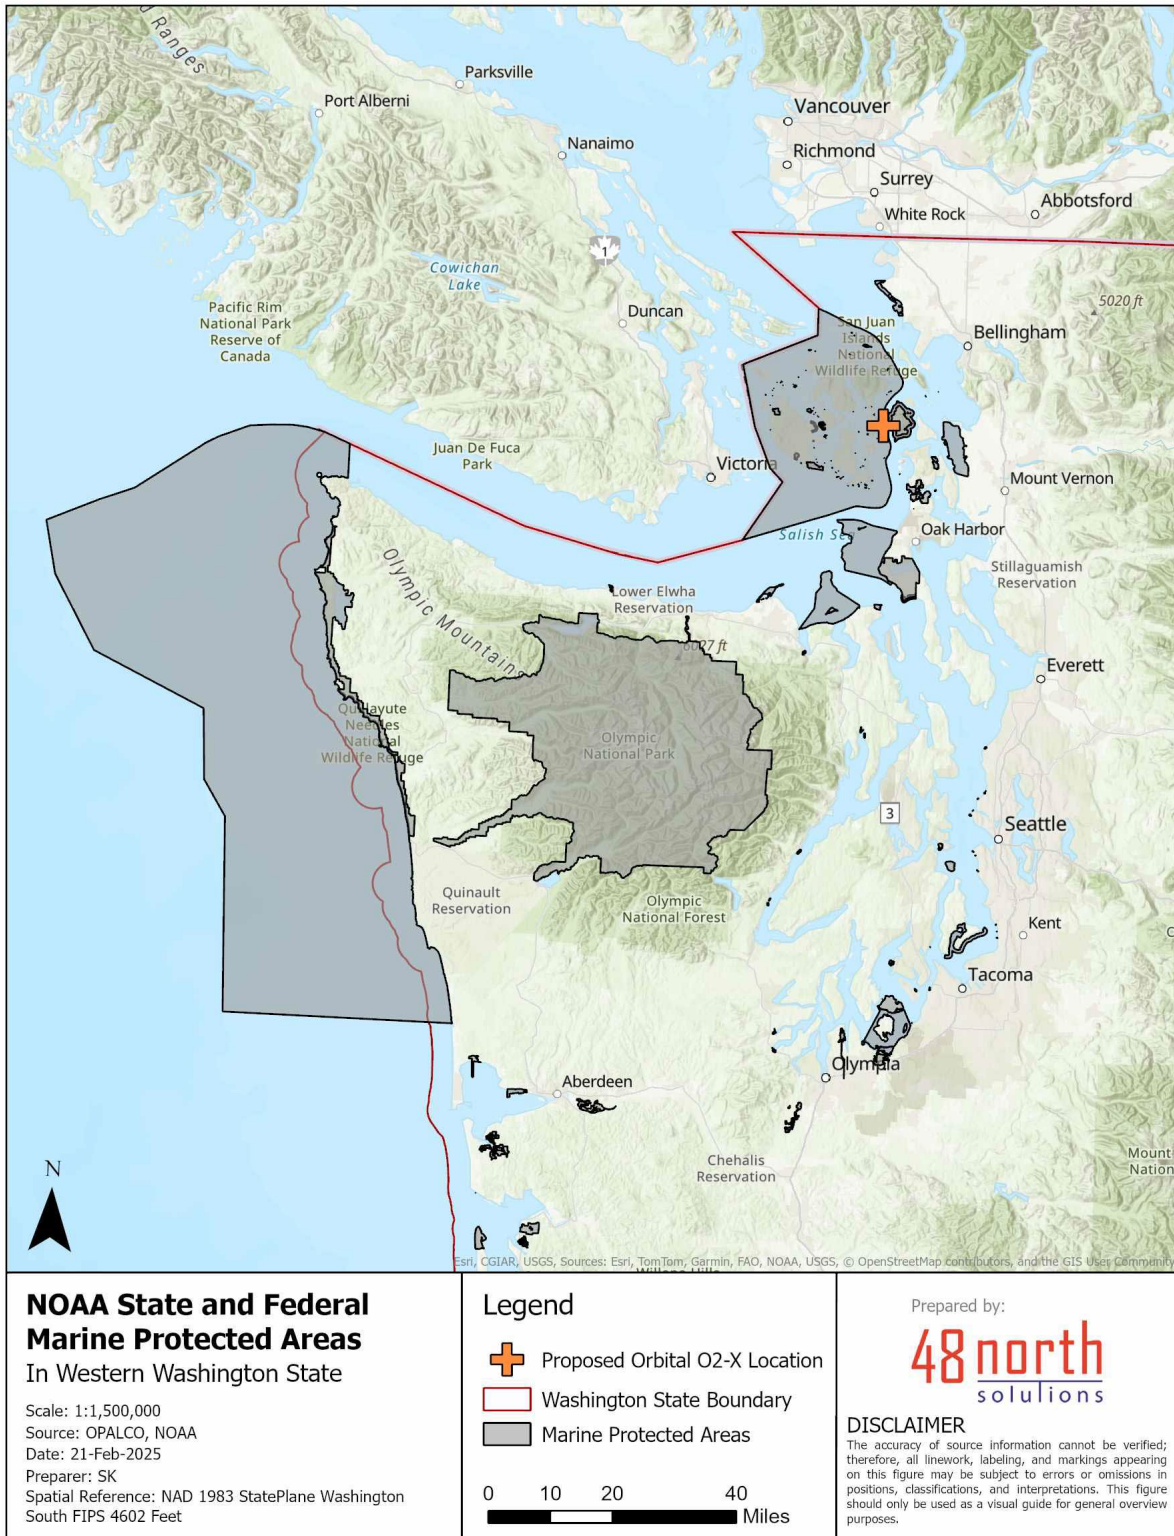 d Ranges
Parksville
Port Alberni
Vancouver
Nanaimo
Richmond
Surrey
Abbotsford
White Rock
1
Cowichan
Lake
5020 ft
Pacific Rim
National Park
Reserve of
Canada
Duncan
San Juan
Islands
National
Wildlife Refuge
Bellingham
Juan De Fuca
Park
Victoria
Mount Vernon
Salish Sea
Oak Harbor
Olympic Mountains
Stillaguamish
Reservation
Lower Elwha
Reservation
Everett
Quillayute
Needles
National
Wildlife Refuge
Olympic
National Park
3
Seattle
Quinault
Reservation
Olympic
National Forest
Kent
Tacoma
Olympia
Aberdeen
Chehalis
Reservation
Mount
Nation
N
Esri, CGIAR, USGS, Sources: Esri, TomTom, Garmin, FAO, NOAA, USGS, © OpenStreetMap contributors, and the GIS User Community
NOAA State and Federal
Marine Protected Areas
In Western Washington State
Scale: 1:1,500,000
Source: OPALCO, NOAA
Date: 21-Feb-2025
Preparer: SK
Spatial Reference: NAD 1983 StatePlane Washington
South FIPS 4602 Feet
Legend
Proposed Orbital O2-X Location
Washington State Boundary
Marine Protected Areas
0 10 20 40
Miles
Prepared by:
48 north
solutions
DISCLAIMER
The accuracy of source information cannot be verified;
therefore, all linework, labeling, and markings appearing
on this figure may be subject to errors or omissions in
positions, classifications, and interpretations. This figure
should only be used as a visual guide for general overview
purposes.